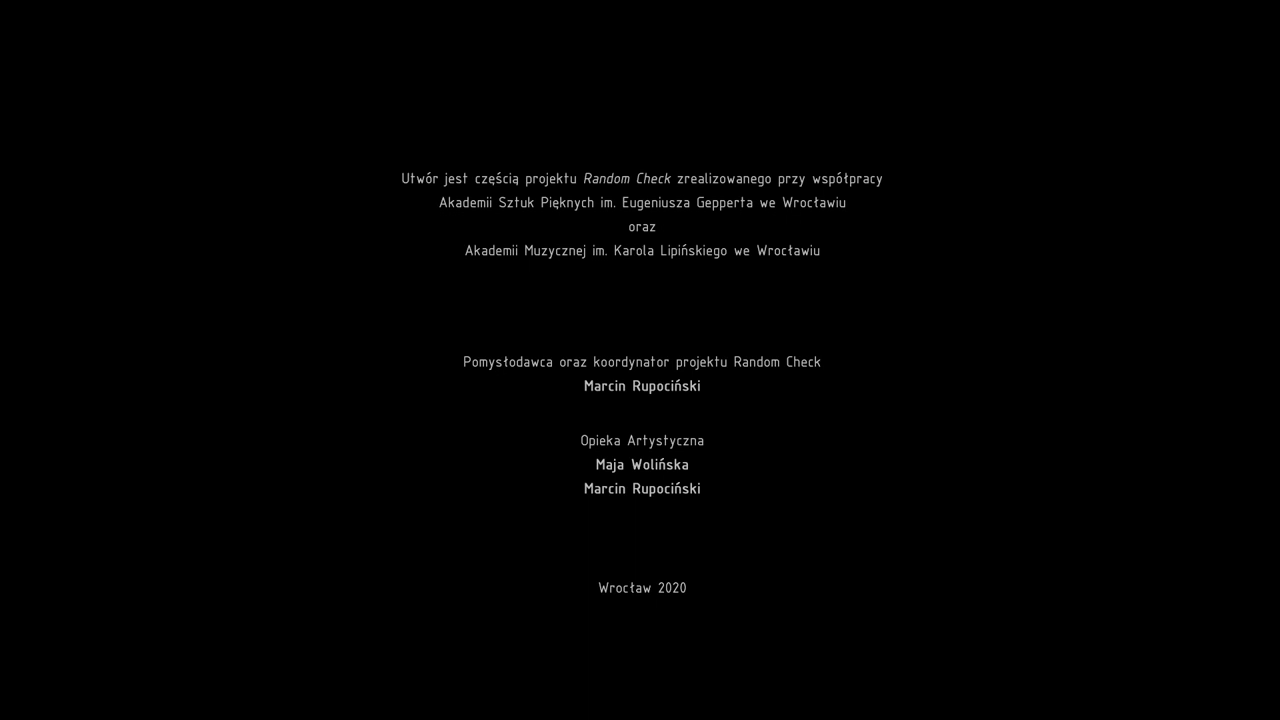 Utwór jest częścią projektu Random Check zrealizowanego przy współpracy
Akademii Sztuk Pięknych im. Eugeniusza Gepperta we Wrocławiu
oraz
Akademii Muzycznej im. Karola Lipińskiego we Wrocławiu
Pomysłodawca oraz koordynator projektu Random Check
Marcin Rupociński
Opieka Artystyczna
Maja Wolińska
Marcin Rupociński
Wrocław 2020